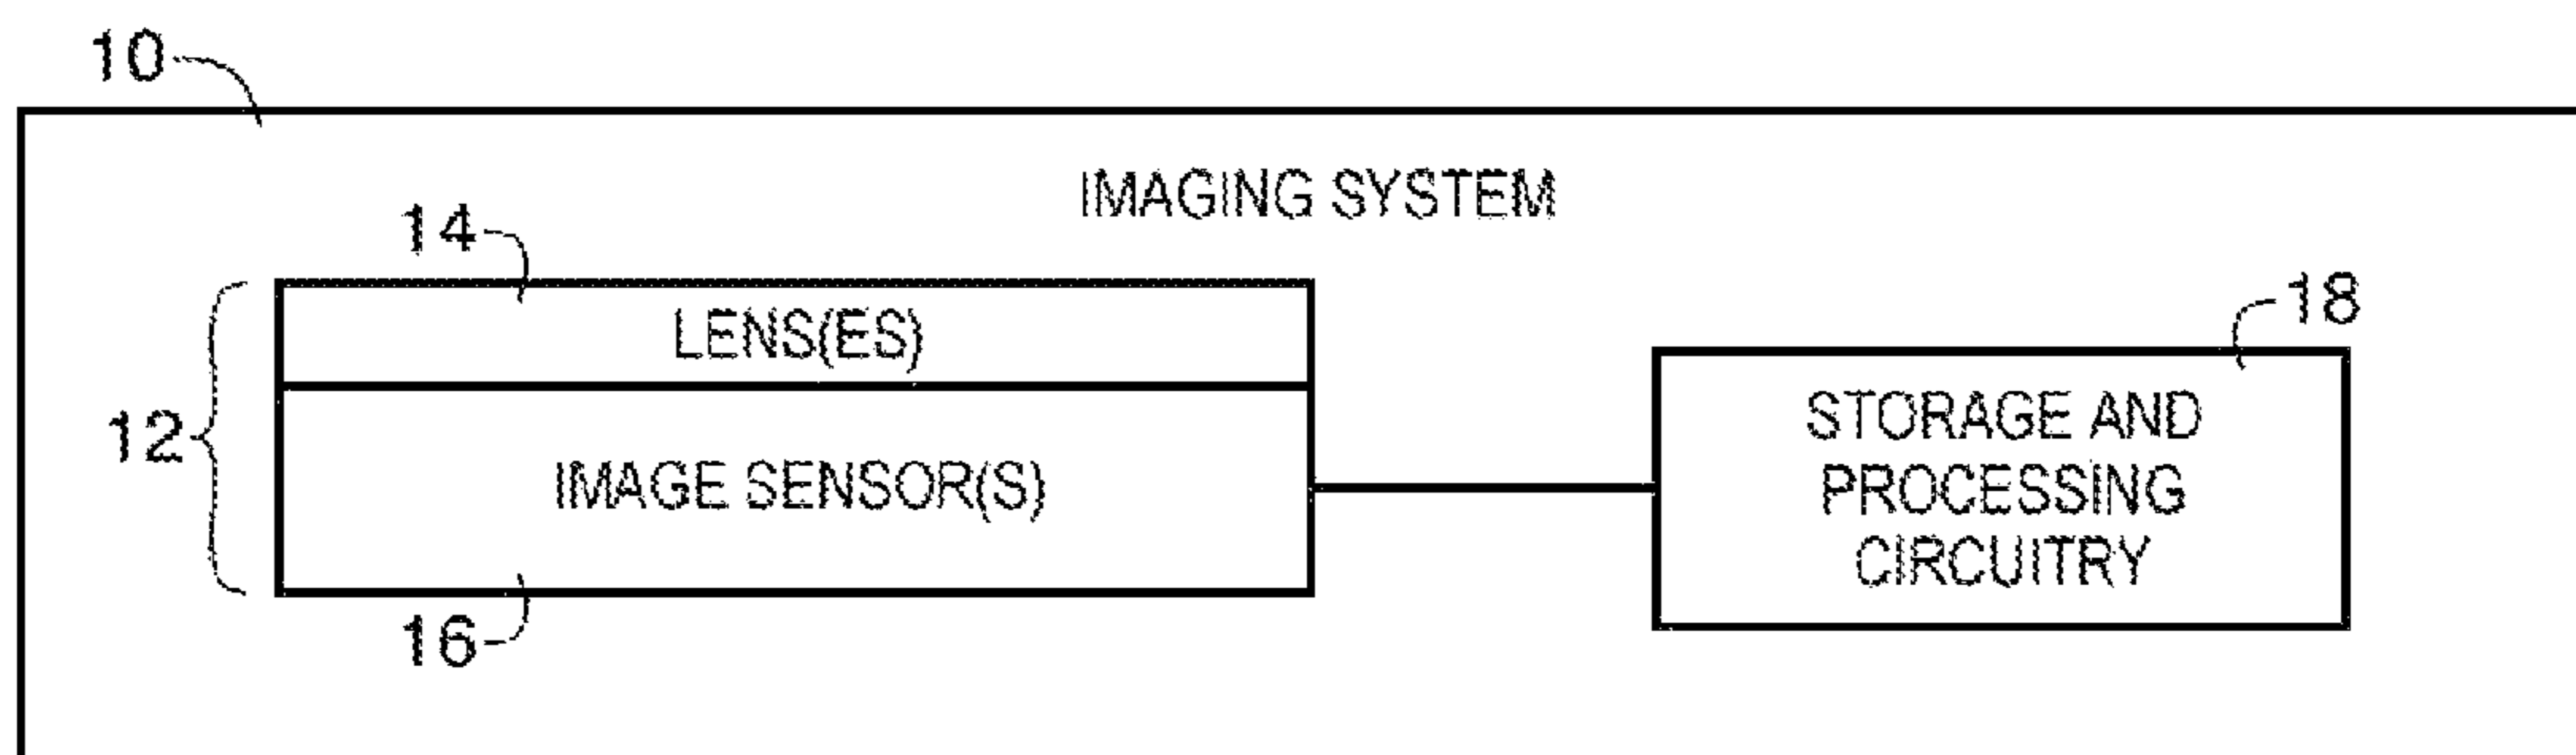 10
IMAGING SYSTEM
14
LENS(ES)
18
12
IMAGE SENSOR(S)
STORAGE AND
PROCESSING
CIRCUITRY
16